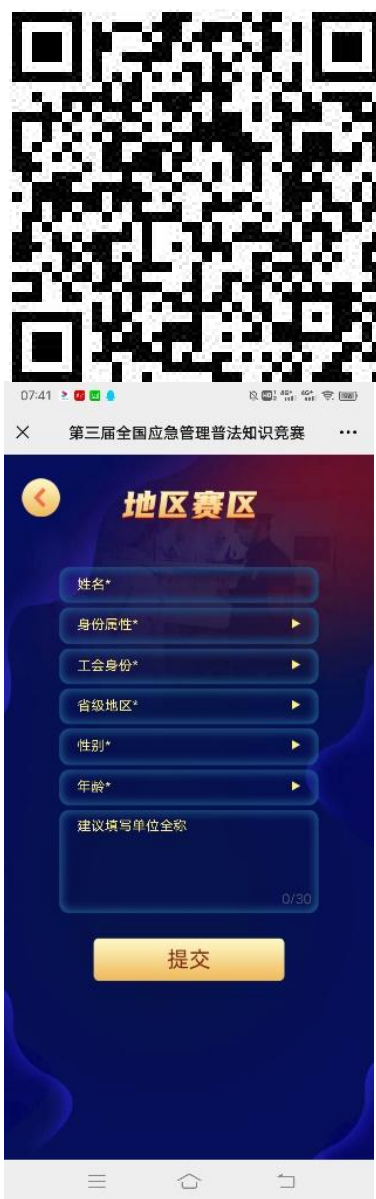 07:41
第三届全国应急管理普法知识竞赛
地区赛区
姓名*
身份属性*
工会身份*
省级地区*
性别*
年龄*
建议填写单位全称
0/30
提交